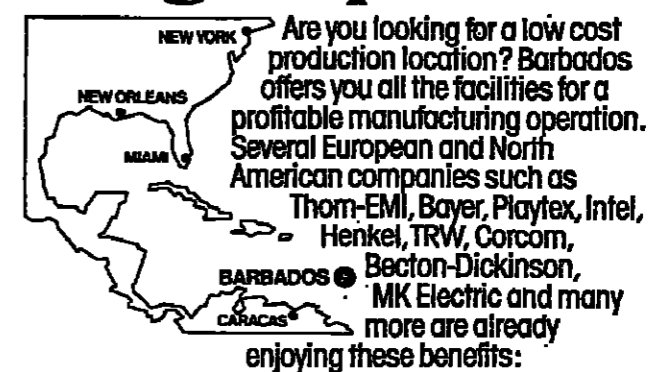 Are you looking for a low cost
production location? Barbados
offers you all the facilities for a
profitable manufacturing operation.
Several European and North
American companies such as
Thorn-EMI, Bayer, Playtex, Intel,
Henkel, TRW, Corcom,
Becton-Dickinson,
MK Electric and many
more are already
enjoying these benefits:
NEW YORK
NEW ORLEANS
MIAMI
BARBADOS
CARACAS